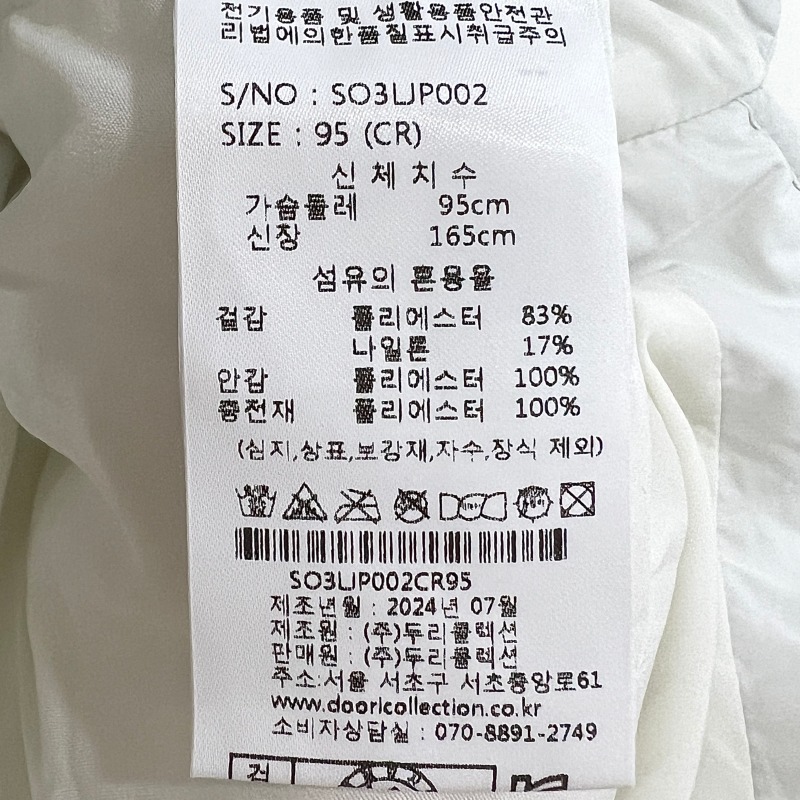 전기용품 및 생활용품안전관
리법에의한품질표시취급주의
S/NO : SO3LJP002
SIZE : 95 (CR)
신 체 치 수
가슴둘레 95cm
신장 165cm
섬유의 혼용율
겉감 폴리에스터 83%
나일론 17%
안감 폴리에스터 100%
충전재 폴리에스터 100%
(심지,상표,보강재,자수,장식 제외)
SO3LJP002CR95
제조년월 : 2024년 07월
제조원 : (주)두리콜렉션
판매원 : (주)두리콜렉션
주소:서울 서초구 서초중앙로61
www.dooricollection.co.kr
소비자상담실 : 070-8891-2749